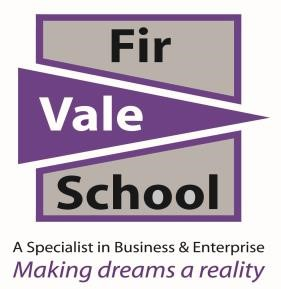 Fir
Vale
School
A Specialist in Business & Enterprise
Making dreams a reality